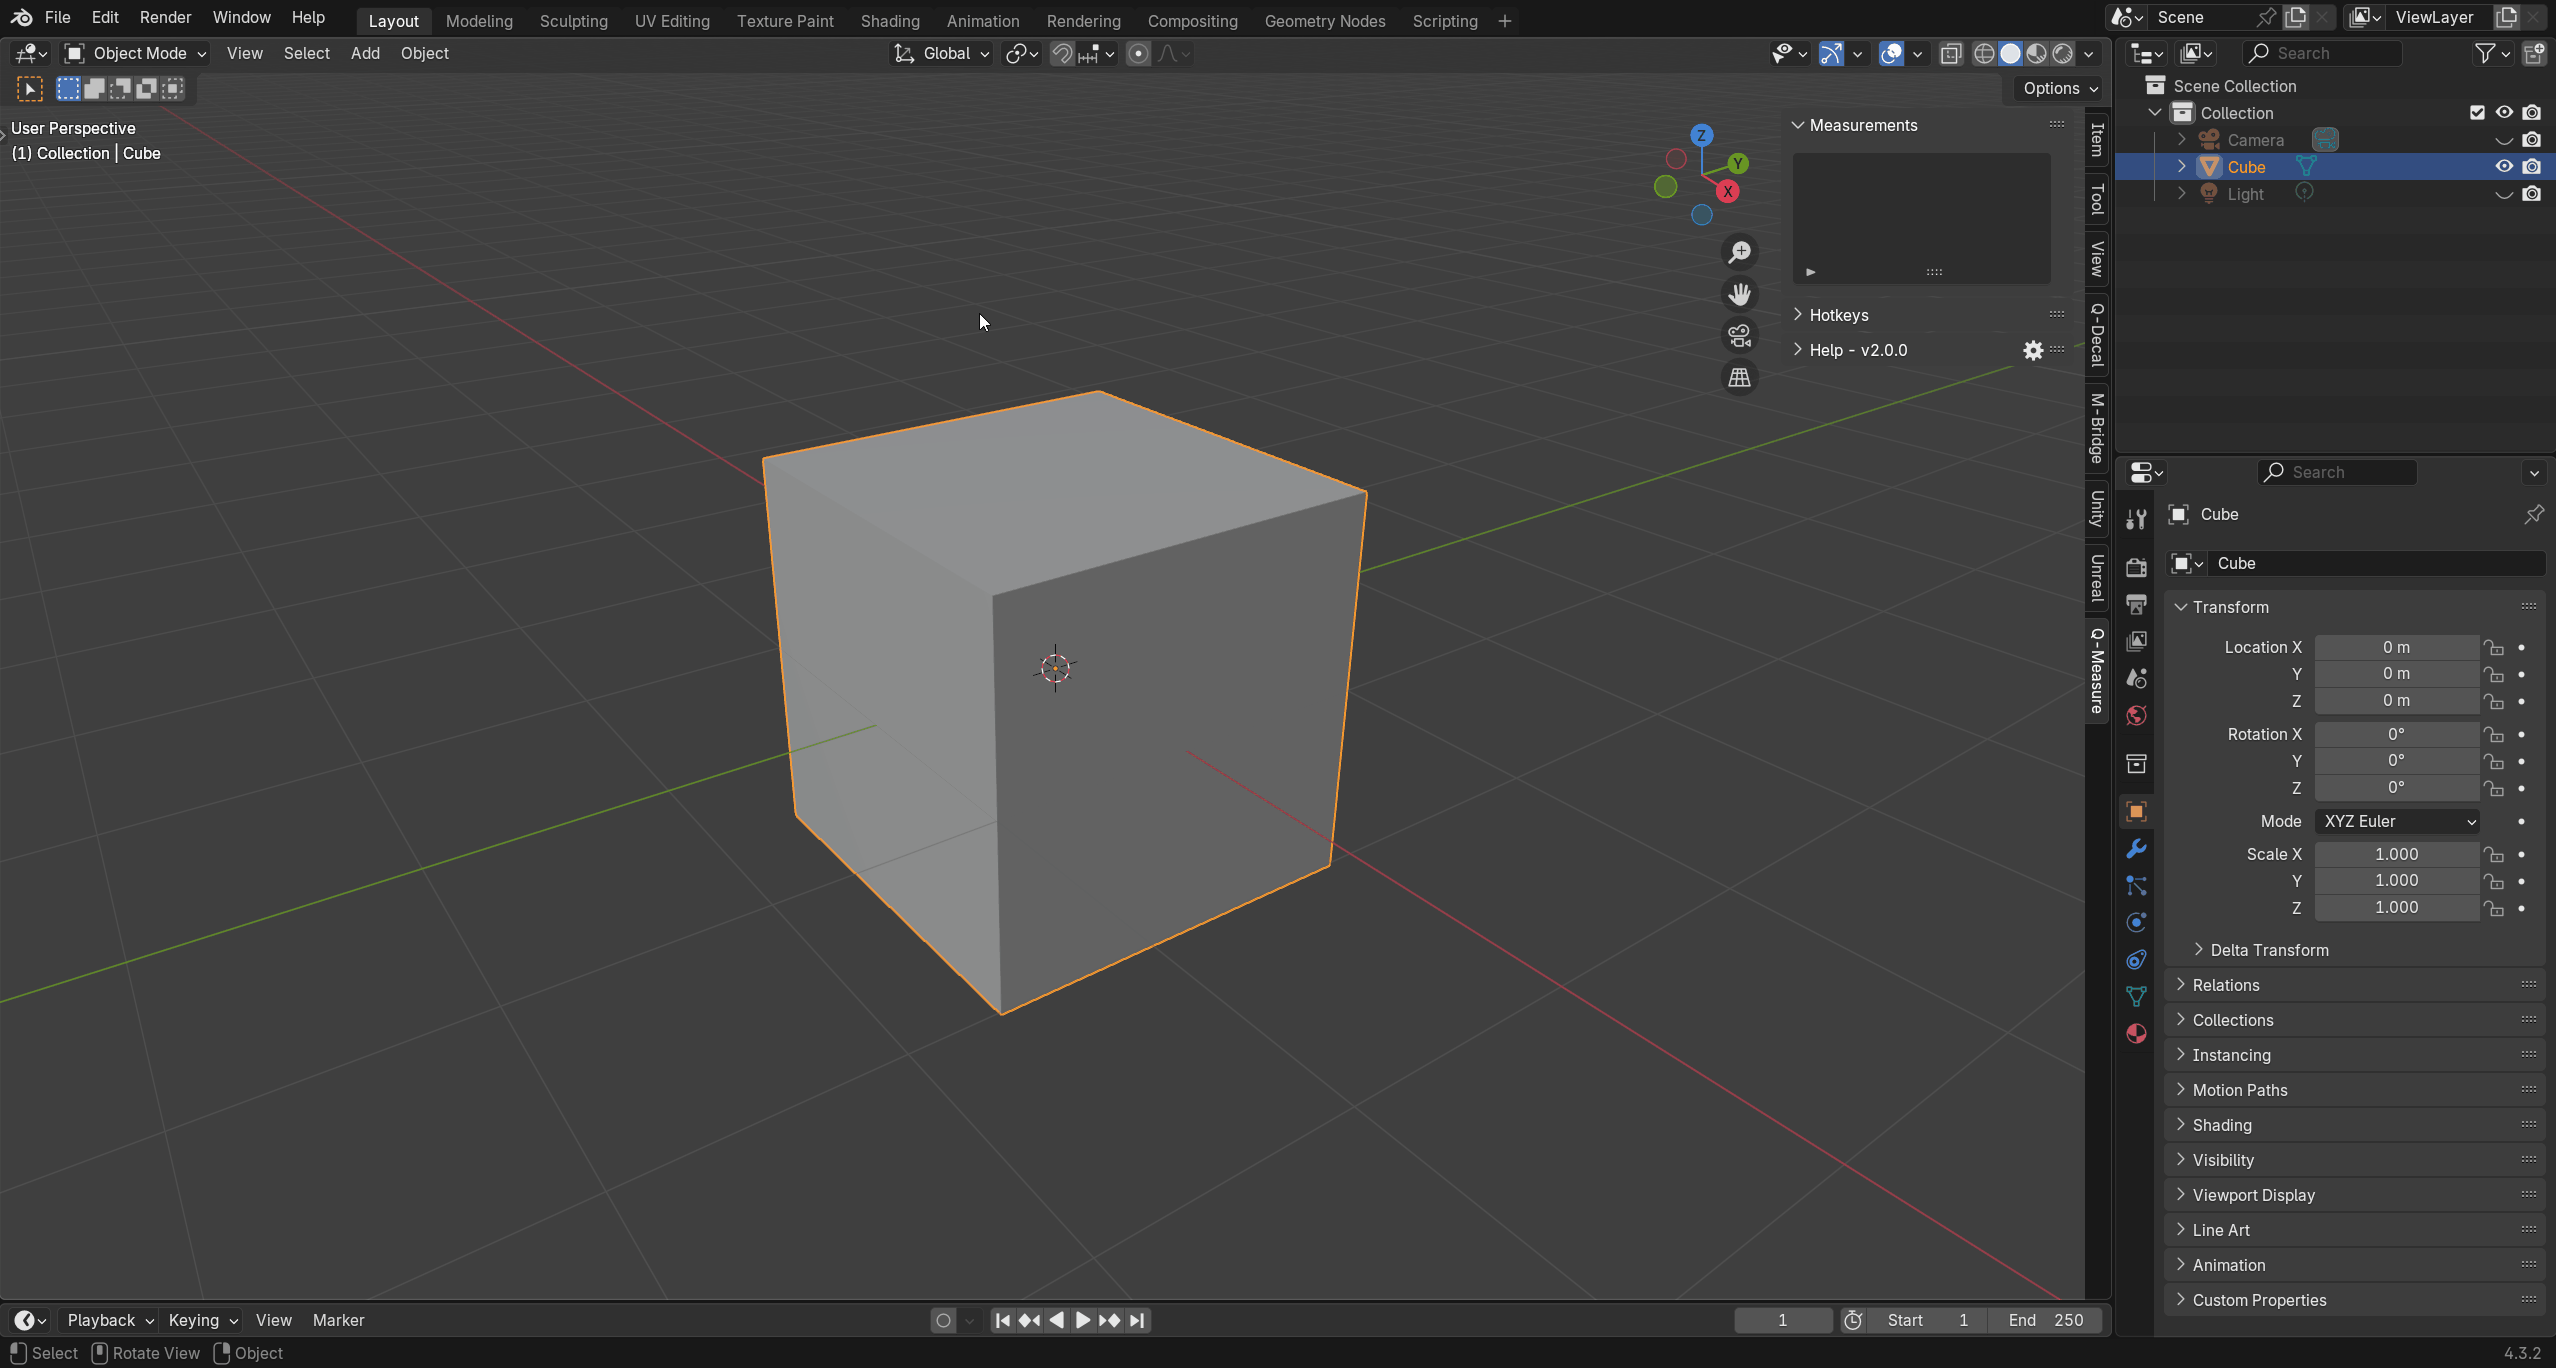 File Edit Render Window Help Layout Modeling Sculpting UV Editing Texture Paint Shading Animation Rendering Compositing Geometry Nodes Scripting + Scene ViewLayer
Object Mode View Select Add Object Global Search
Options
Scene Collection
Collection
Camera
Cube
Light
User Perspective
(1) Collection | Cube
Z
Y
X
Measurements
Hotkeys
Help - v2.0.0
Item
Tool
View
Q-Decal
M-Bridge
Unity
Unreal
Q-Measure
Search
Cube
Cube
Transform
Location X 0 m
Y 0 m
Z 0 m
Rotation X 0°
Y 0°
Z 0°
Mode XYZ Euler
Scale X 1.000
Y 1.000
Z 1.000
Delta Transform
Relations
Collections
Instancing
Motion Paths
Shading
Visibility
Viewport Display
Line Art
Animation
Custom Properties
Playback Keying View Marker 1 Start 1 End 250
Select Rotate View Object 4.3.2